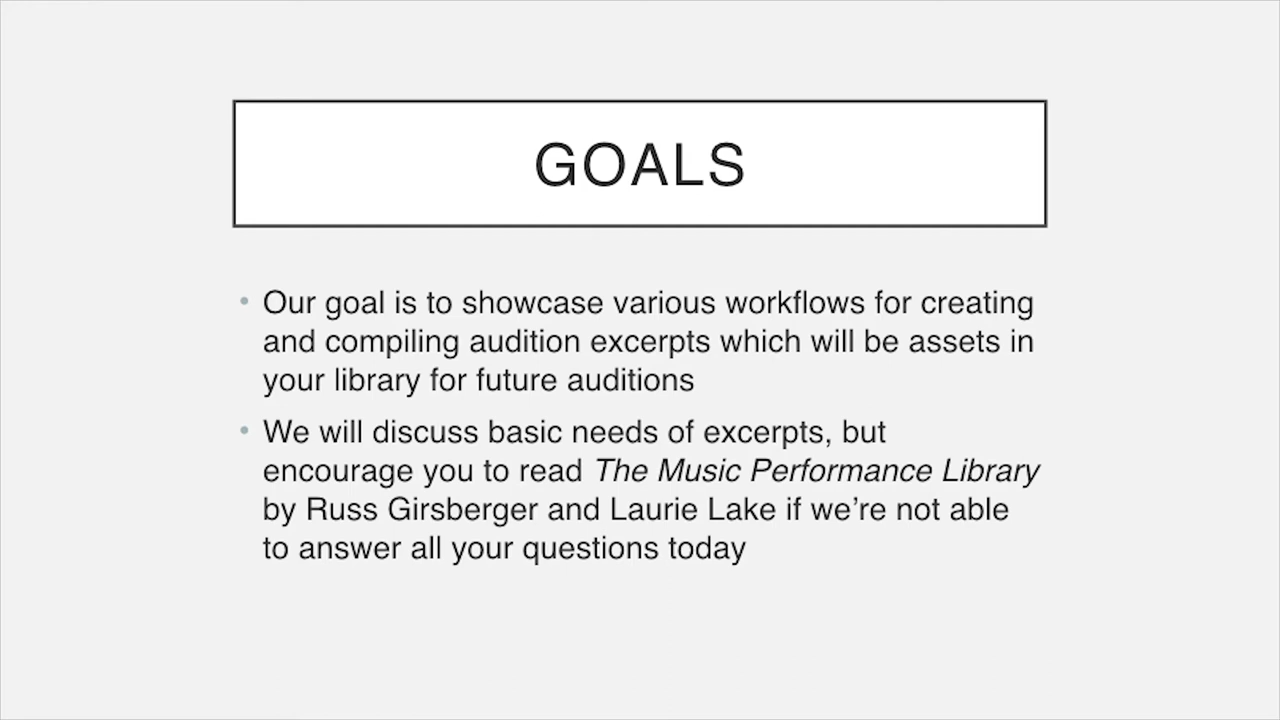 GOALS
• Our goal is to showcase various workflows for creating
and compiling audition excerpts which will be assets in
your library for future auditions
• We will discuss basic needs of excerpts, but
encourage you to read The Music Performance Library
by Russ Girsberger and Laurie Lake if we’re not able
to answer all your questions today